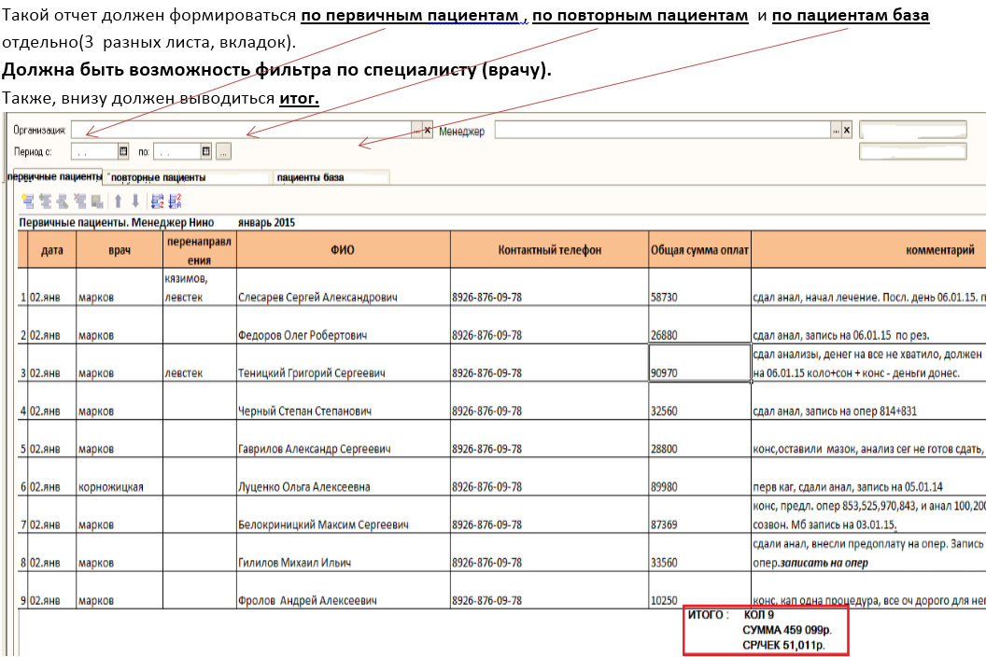 Такой отчет должен формироваться по первичным пациентам , по повторным пациентам и по пациентам база
отдельно(3 разных листа, вкладок).
Должна быть возможность фильтра по специалисту (врачу).
Также, внизу должен выводиться итог.
Организация: ... x Менеджер ... x
Период с: . . по: . . ...
первичные пациенты повторные пациенты пациенты база
Первичные пациенты. Менеджер Нино январь 2015
дата врач перенаправления ФИО Контактный телефон Общая сумма оплат комментарий
кязимов,
1 02.янв марков левстек Слесарев Сергей Александрович 8926-876-09-78 58730 сдал анал, начал лечение. Посл. день 06.01.15. п
2 02.янв марков Федоров Олег Робертович 8926-876-09-78 26880 сдал анал, запись на 06.01.15 по рез.
сдал анализы, денег на все не хватило, должен
3 02.янв марков левстек Теницкий Григорий Сергеевич 8926-876-09-78 90970 на 06.01.15 коло+сон + конс - деньги донес.
4 02.янв марков Черный Степан Степанович 8926-876-09-78 32560 сдал анал, запись на опер 814+831
5 02.янв марков Гаврилов Александр Сергеевич 8926-876-09-78 28800 конс,оставили мазок, анализ сег не готов сдать,
6 02.янв корножицкая Луценко Ольга Алексеевна 8926-876-09-78 89980 перв каг, сдали анал, запись на 05.01.14
конс, предл. опер 853,525,970,843, и анал 100,200
7 02.янв марков Белокриницкий Максим Сергеевич 8926-876-09-78 87369 созвон. Мб запись на 03.01.15.
сдали анал, внесли предоплату на опер. Запись
8 02.янв марков Гилилов Михаил Ильич 8926-876-09-78 33560 опер.записать на опер
9 02.янв марков Фролов Андрей Алексеевич 8926-876-09-78 10250 конс. кап одна процедура, все оч дорого для нег
ИТОГО : КОЛ 9
СУММА 459 099р.
СР/ЧЕК 51,011р.